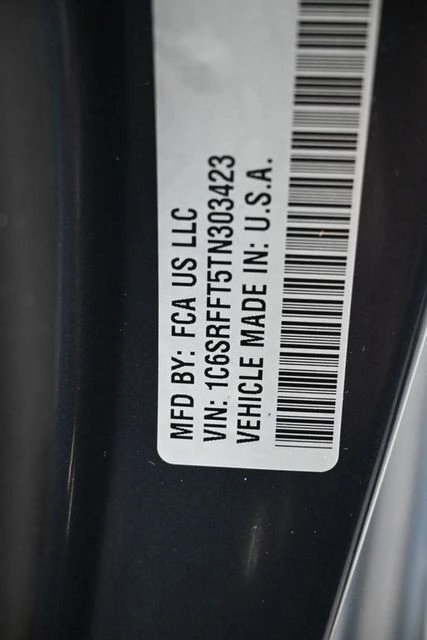 MFD BY: FCA US LLC
VIN: 1C6SRFFT5TN303423
VEHICLE MADE IN: U.S.A.